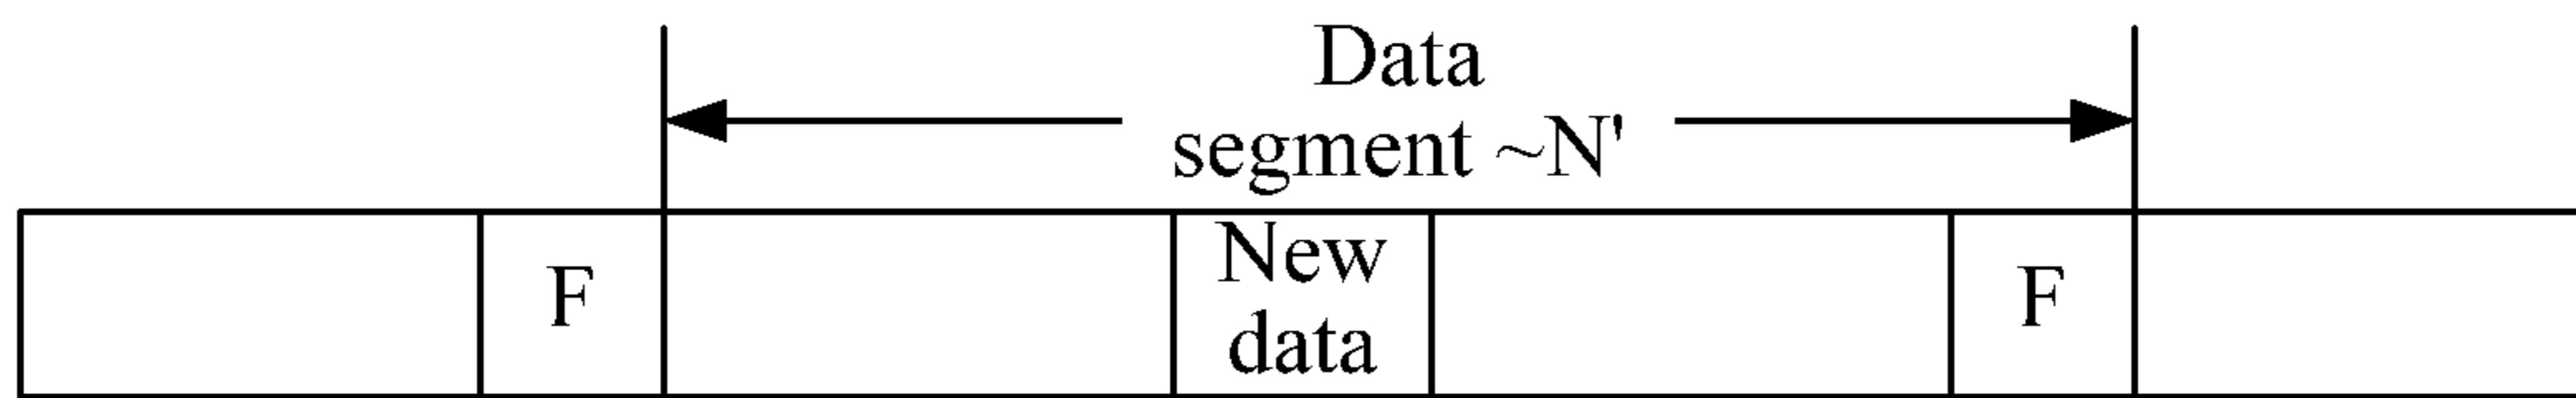 Data
segment ~N'
F
New
data
F